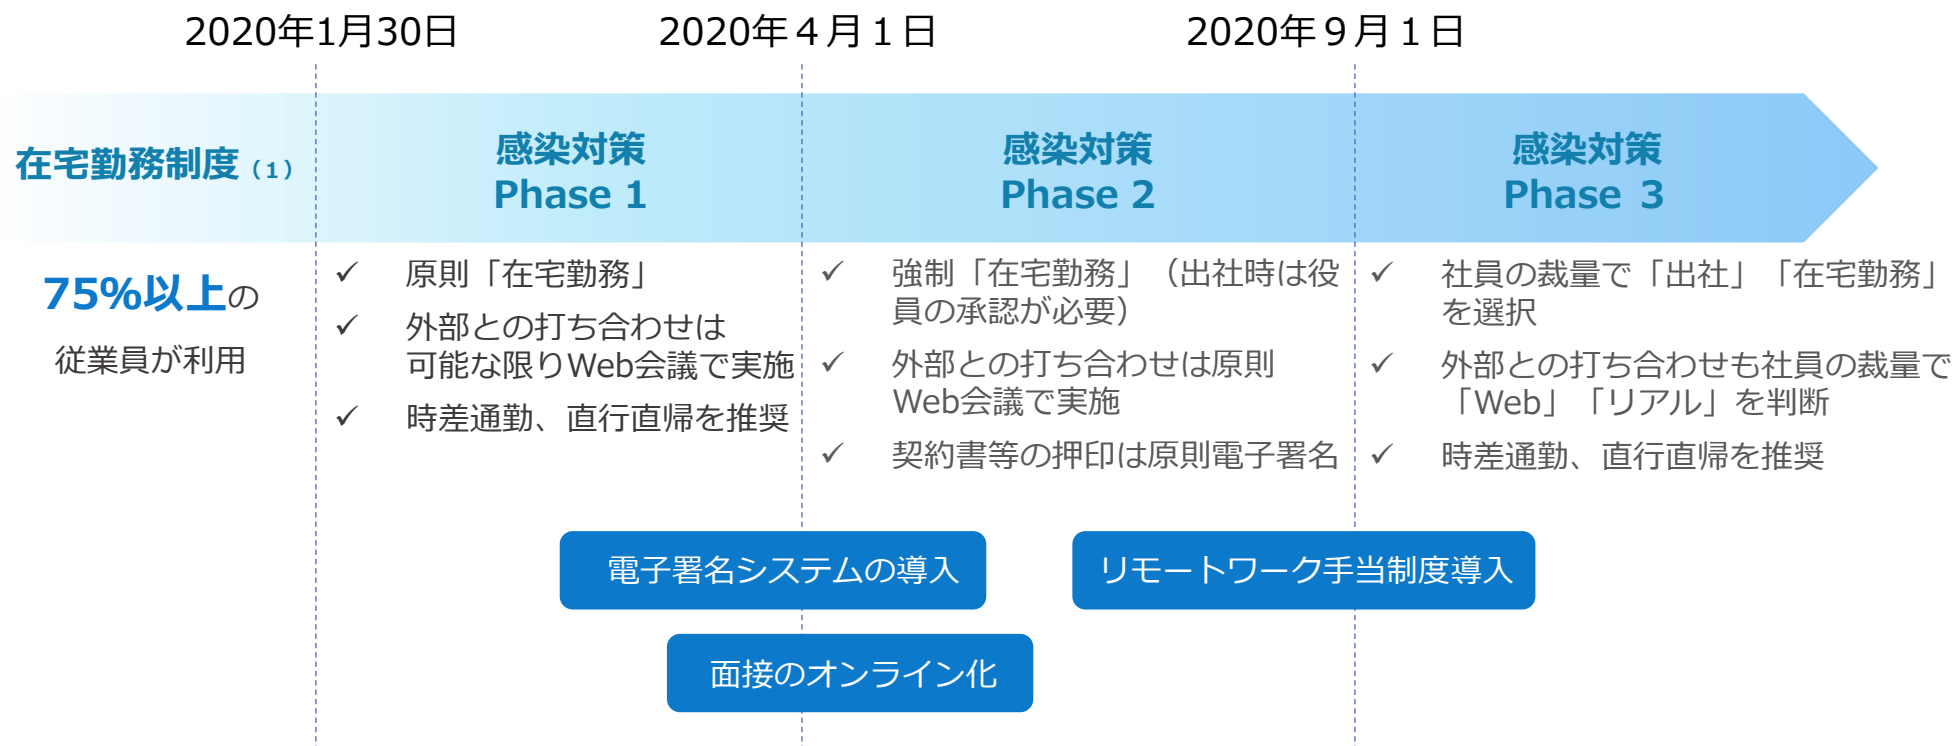 2020年1月30日
2020年４月１日
2020年９月１日
在宅勤務制度（１）
感染対策
Phase 1
感染対策
Phase 2
感染対策
Phase 3
75%以上の
従業員が利用
✓ 原則「在宅勤務」
✓ 外部との打ち合わせは
可能な限りWeb会議で実施
✓ 時差通勤、直行直帰を推奨
✓ 強制「在宅勤務」（出社時は役
員の承認が必要）
✓ 外部との打ち合わせは原則
Web会議で実施
✓ 契約書等の押印は原則電子署名
✓ 社員の裁量で「出社」「在宅勤務」
を選択
✓ 外部との打ち合わせも社員の裁量で
「Web」「リアル」を判断
✓ 時差通勤、直行直帰を推奨
電子署名システムの導入
リモートワーク手当制度導入
面接のオンライン化